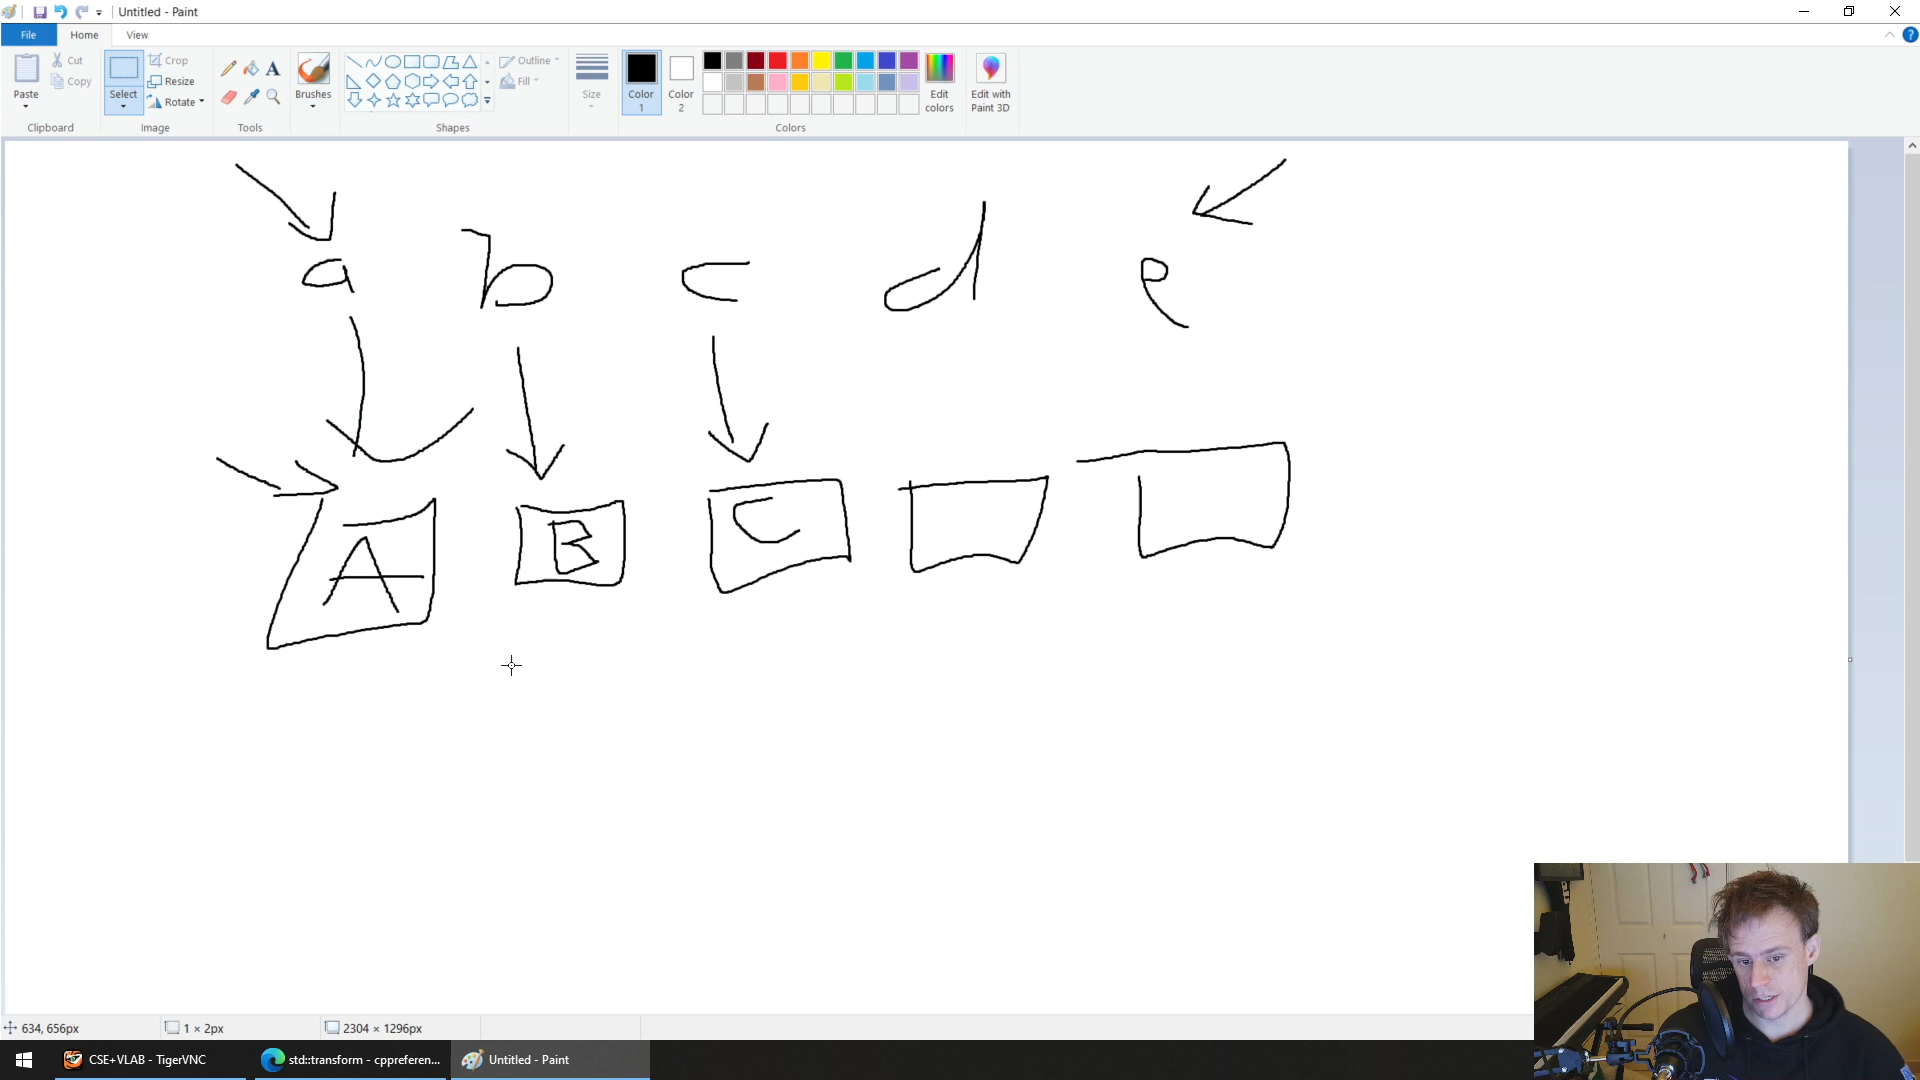 Untitled - Paint
File Home View
Paste
Cut
Copy
Clipboard
Select
Crop
Resize
Rotate
Image
Tools
Brushes
Shapes
Outline
Fill
Size
Color 1
Color 2
Edit colors
Edit with Paint 3D
Colors
a b c d e
A B C
634, 656px 1 × 2px 2304 × 1296px
CSE+VLAB - TigerVNC std::transform - cppreferen... Untitled - Paint